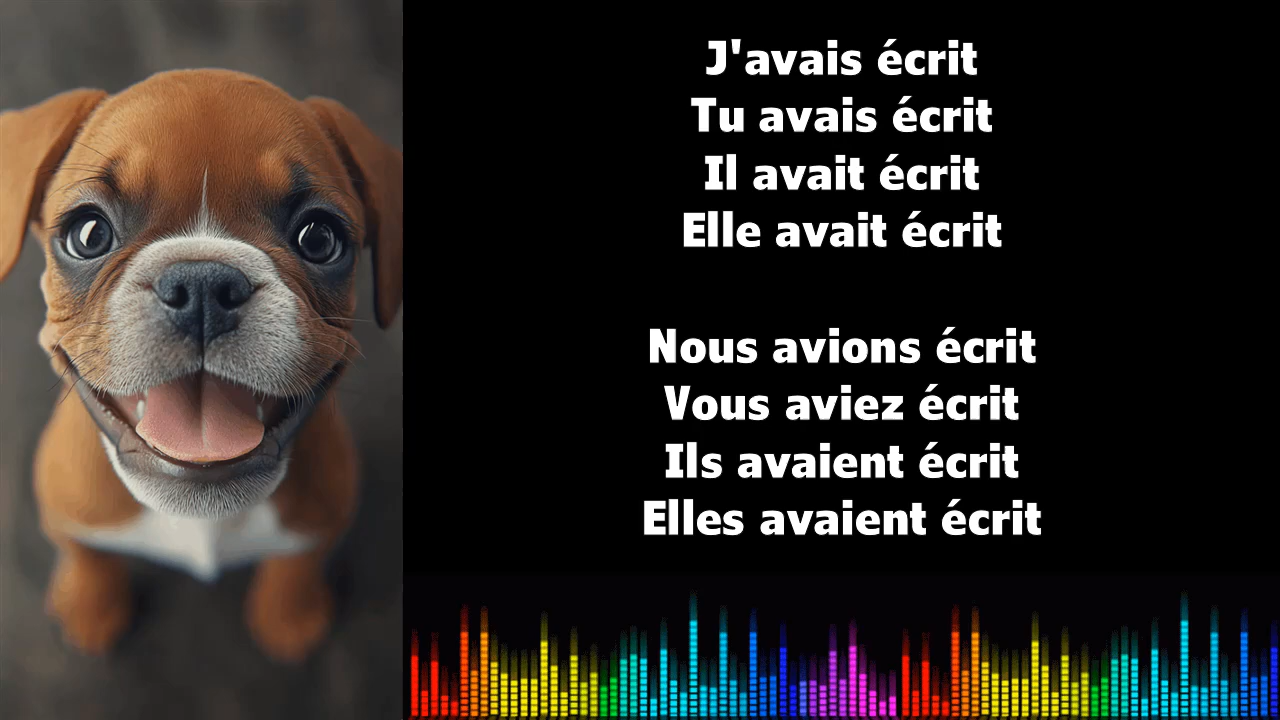 J'avais écrit
Tu avais écrit
Il avait écrit
Elle avait écrit
Nous avions écrit
Vous aviez écrit
Ils avaient écrit
Elles avaient écrit